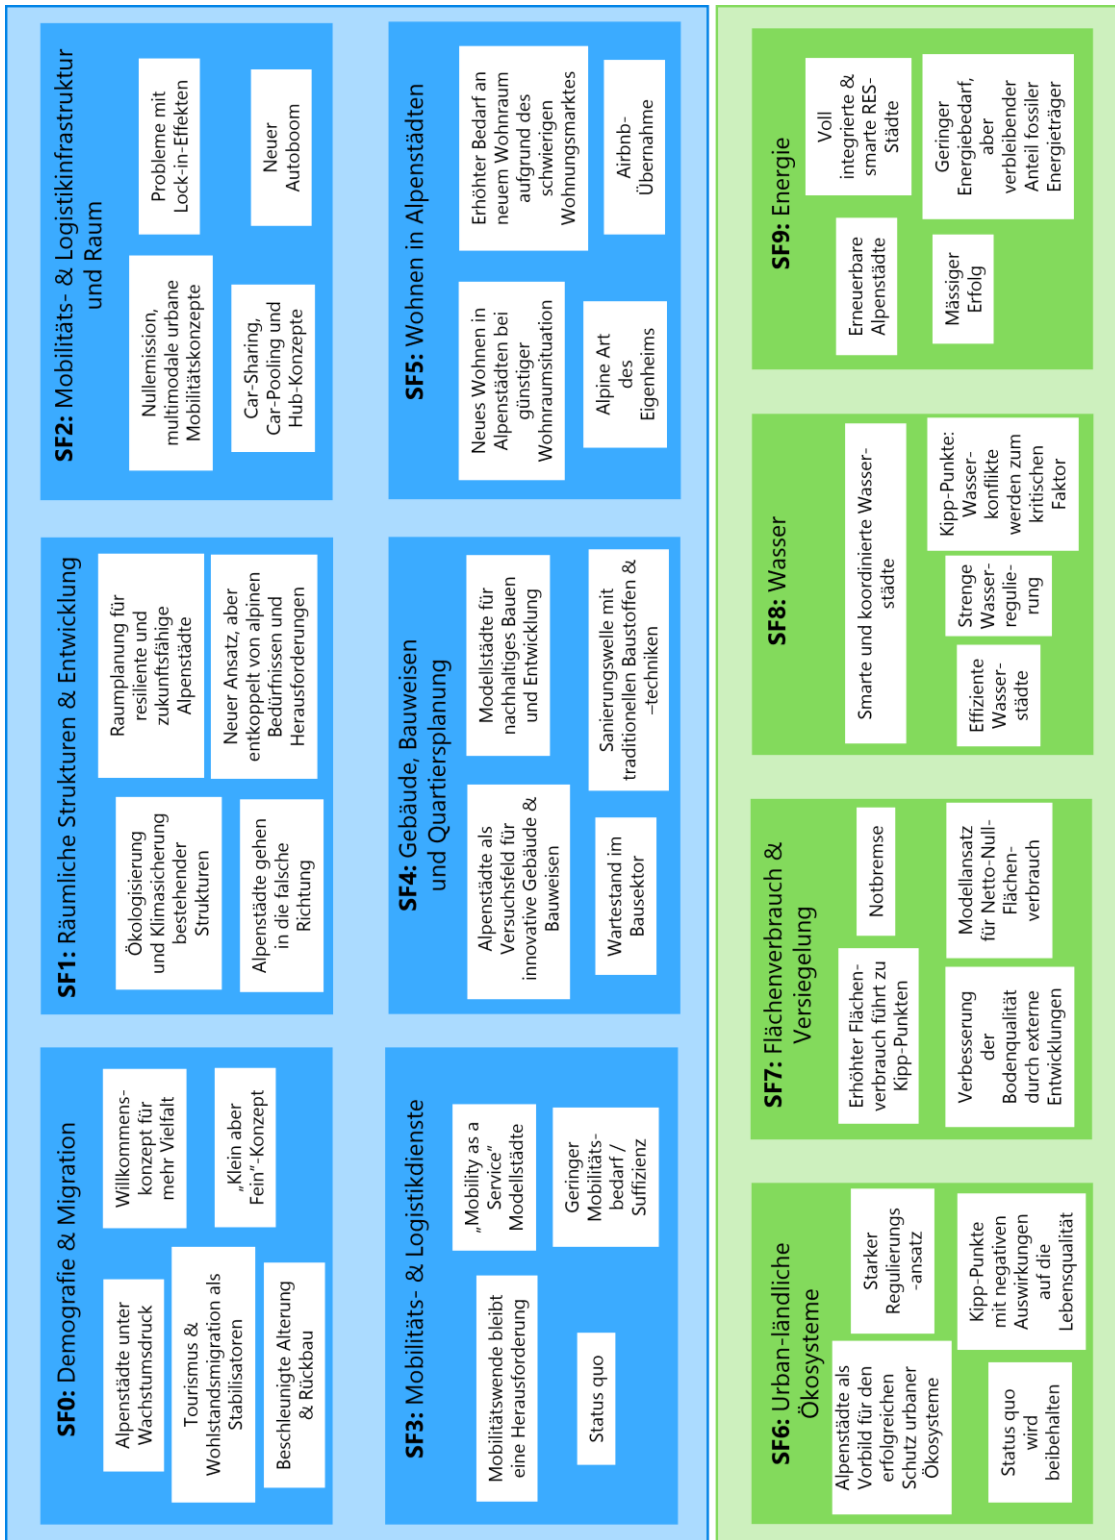 SF0: Demografie & Migration
Alpenstädte unter
Wachstumsdruck
Willkommens-
konzept für
mehr Vielfalt
Tourismus &
Wohlstandsmigration als
Stabilisatoren
„Klein aber
Fein“-Konzept
Beschleunigte Alterung
& Rückbau
SF1: Räumliche Strukturen & Entwicklung
Ökologisierung
und Klimasicherung
bestehender
Strukturen
Raumplanung für
resiliente und
zukunftsfähige
Alpenstädte
Alpenstädte gehen
in die falsche
Richtung
Neuer Ansatz, aber
entkoppelt von alpinen
Bedürfnissen und
Herausforderungen
SF2: Mobilitäts- & Logistikinfrastruktur
und Raum
Nullemission,
multimodale urbane
Mobilitätskonzepte
Probleme mit
Lock-in-Effekten
Car-Sharing,
Car-Pooling und
Hub-Konzepte
Neuer
Autoboom
SF3: Mobilitäts- & Logistikdienste
Mobilitätswende bleibt
eine Herausforderung
„Mobility as a
Service“
Modellstädte
Status quo
Geringer
Mobilitäts-
bedarf /
Suffizienz
SF4: Gebäude, Bauweisen
und Quartiersplanung
Alpenstädte als
Versuchsfeld für
innovative Gebäude &
Bauweisen
Modellstädte für
nachhaltiges Bauen
und Entwicklung
Wartestand im
Bausektor
Sanierungswelle mit
traditionellen Baustoffen &
–techniken
SF5: Wohnen in Alpenstädten
Neues Wohnen in
Alpenstädten bei
günstiger
Wohnraumsituation
Erhöhter Bedarf an
neuem Wohnraum
aufgrund des
schwierigen
Wohnungsmarktes
Alpine Art
des
Eigenheims
Airbnb-
Übernahme
SF6: Urban-ländliche
Ökosysteme
Alpenstädte als
Vorbild für den
erfolgreichen
Schutz urbaner
Ökosysteme
Starker
Regulierungs
-ansatz
Status quo
wird
beibehalten
Kipp-Punkte
mit negativen
Auswirkungen
auf die
Lebensqualität
SF7: Flächenverbrauch &
Versiegelung
Erhöhter Flächen-
verbrauch führt zu
Kipp-Punkten
Notbremse
Verbesserung
der
Bodenqualität
durch externe
Entwicklungen
Modellansatz
für Netto-Null-
Flächen-
verbrauch
SF8: Wasser
Smarte und koordinierte Wasser-
städte
Effiziente
Wasser-
städte
Strenge
Wasser-
regulie-
rung
Kipp-Punkte:
Wasser-
konflikte
werden zum
kritischen
Faktor
SF9: Energie
Erneuerbare
Alpenstädte
Voll
integrierte &
smarte RES-
Städte
Mässiger
Erfolg
Geringer
Energiebedarf,
aber
verbleibender
Anteil fossiler
Energieträger